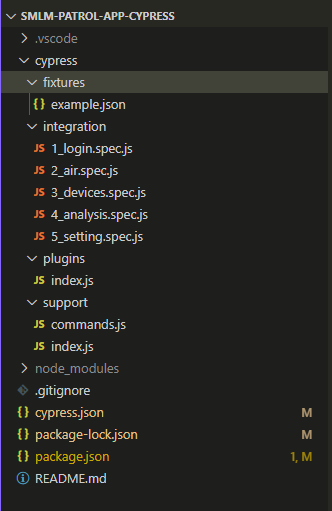 SMLM-PATROL-APP-CYPRESS
.vscode
cypress
fixtures
{} example.json
integration
JS 1_login.spec.js
JS 2_air.spec.js
JS 3_devices.spec.js
JS 4_analysis.spec.js
JS 5_setting.spec.js
plugins
JS index.js
support
JS commands.js
JS index.js
node_modules
.gitignore
{} cypress.json M
{} package-lock.json M
{} package.json 1, M
README.md